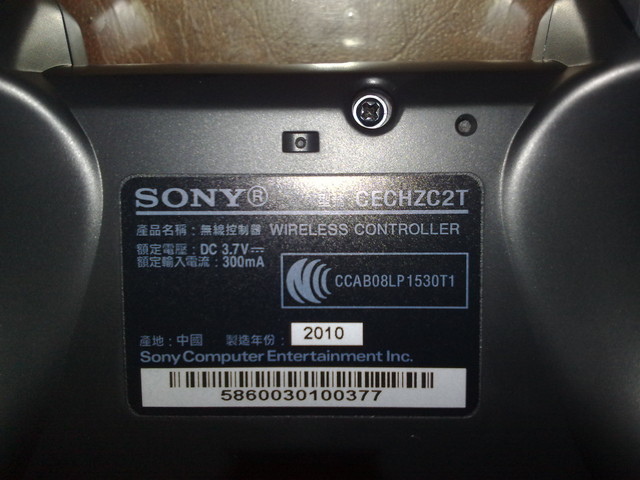 SONY® CECHZC2T
產品名稱：無線控制器 WIRELESS CONTROLLER
額定電壓：DC 3.7V
額定輸入電流：300mA
CCAB08LP1530T1
產地：中國 製造年份：2010
Sony Computer Entertainment Inc.
5860030100377